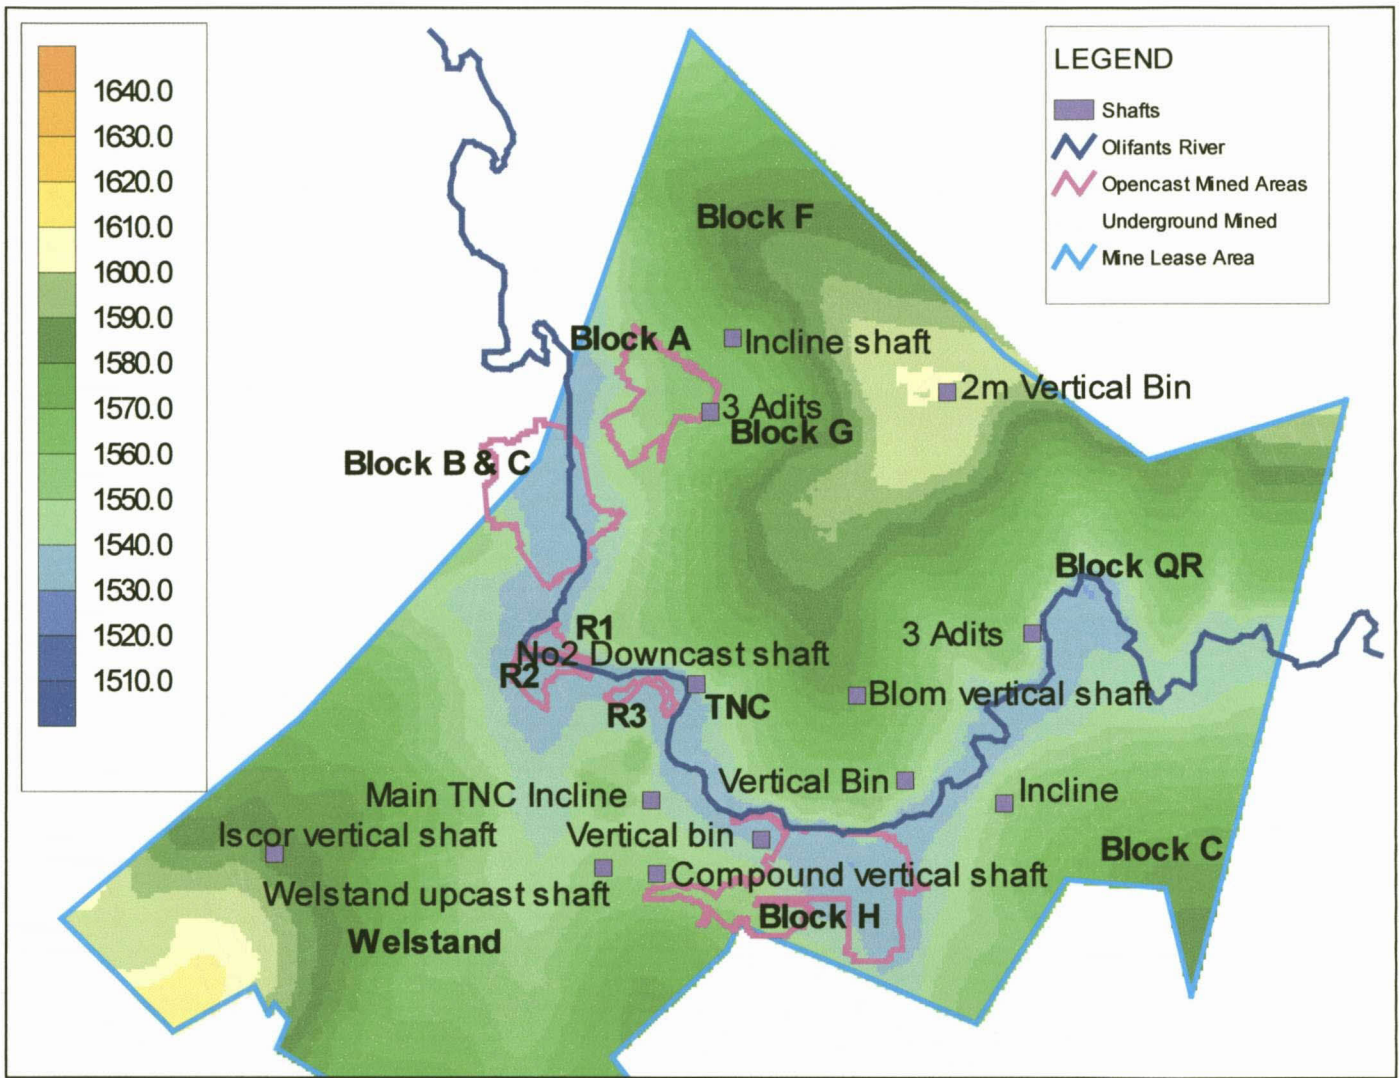 1640.0
1630.0
1620.0
1610.0
1600.0
1590.0
1580.0
1570.0
1560.0
1550.0
1540.0
1530.0
1520.0
1510.0
LEGEND
Shafts
Olifants River
Opencast Mined Areas
Underground Mined
Mine Lease Area
Block F
Block A
Incline shaft
2m Vertical Bin
3 Adits
Block G
Block B & C
Block QR
R1
3 Adits
No2 Downcast shaft
R2
Blom vertical shaft
R3
TNC
Vertical Bin
Main TNC Incline
Incline
Iscor vertical shaft
Vertical bin
Block C
Compound vertical shaft
Welstand upcast shaft
Block H
Welstand